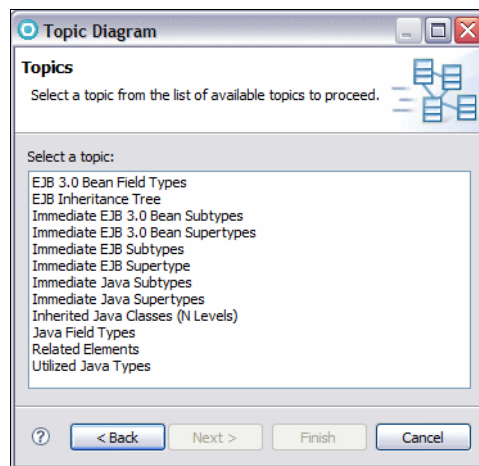 Topic Diagram
Topics
Select a topic from the list of available topics to proceed.
Select a topic:
EJB 3.0 Bean Field Types
EJB Inheritance Tree
Immediate EJB 3.0 Bean Subtypes
Immediate EJB 3.0 Bean Supertypes
Immediate EJB Subtypes
Immediate EJB Supertype
Immediate Java Subtypes
Immediate Java Supertypes
Inherited Java Classes (N Levels)
Java Field Types
Related Elements
Utilized Java Types
? < Back Next > Finish Cancel